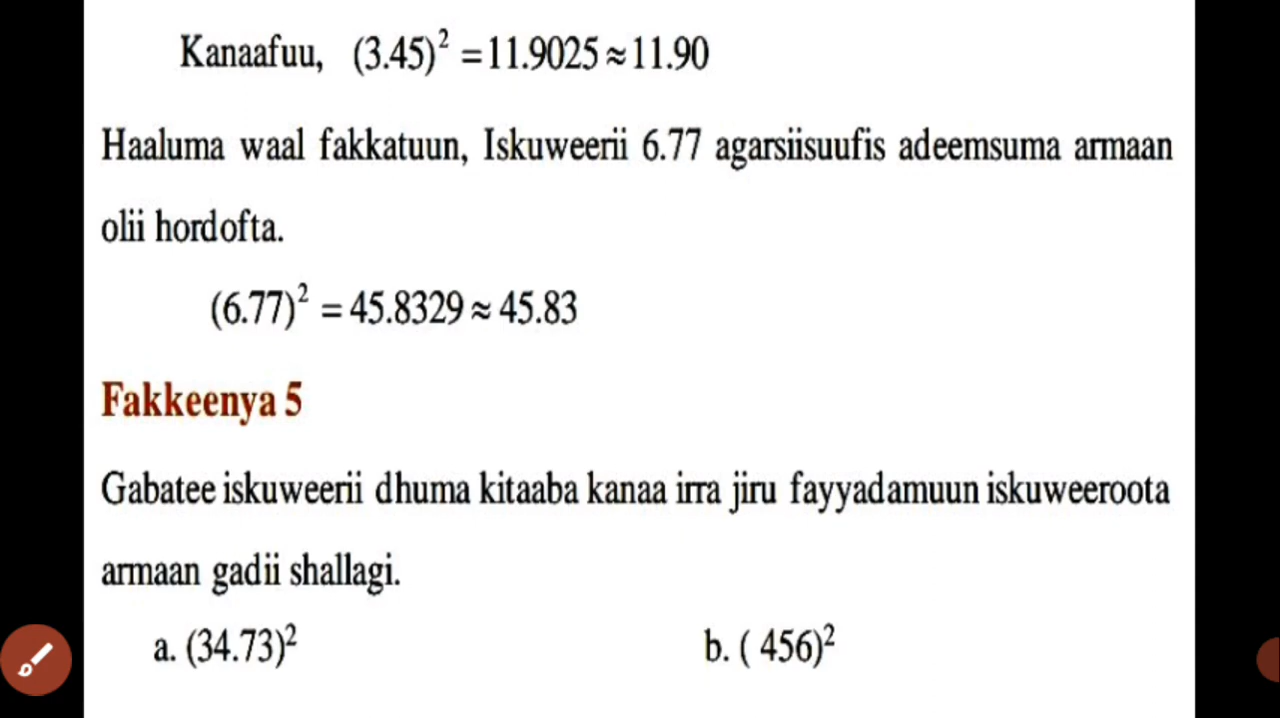 Kanaafuu, (3.45)² = 11.9025 ≈ 11.90
Haaluma waal fakkatuun, Iskuweerii 6.77 agarsiisuufis adeemsuma armaan
olii hordofta.
(6.77)² = 45.8329 ≈ 45.83
Fakkeenya 5
Gabatee iskuweerii dhuma kitaaba kanaa irra jiru fayyadamuun iskuweeroota
armaan gadii shallagi.
a. (34.73)² b. ( 456)²